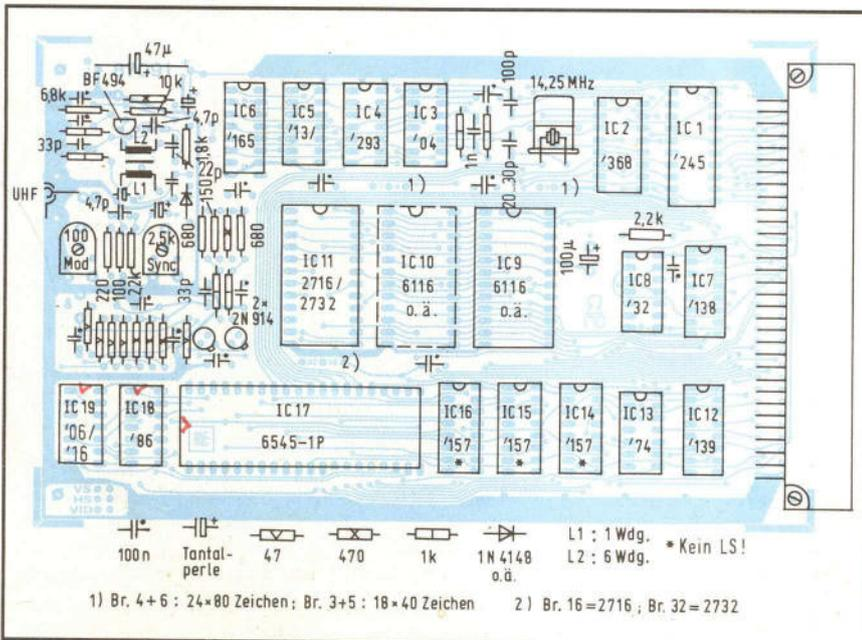 47µ
BF494
10k
6,8k
4,7p
33p
L2
1,8k
22p
150
L1
UHF
4,7p
680
680
100 Mod
2,5k Sync
220
100
22k
33p
2× 2N914
IC6
'165
IC5
'13/
IC4
'293
IC3
'04
1n
100p
20..30p
14,25 MHz
IC2
'368
IC1
'245
1)
1)
IC11
2716/
2732
IC10
6116
o.ä.
IC9
6116
o.ä.
100µ
2,2k
IC8
'32
IC7
'138
2)
IC19
'06/
'16
IC18
'86
IC17
6545-1P
IC16
'157
*
IC15
'157
*
IC14
'157
*
IC13
'74
IC12
'139
VS
HS
VID
100n
Tantal-
perle
47
470
1k
1N4148
o.ä.
L1 : 1 Wdg.
L2 : 6 Wdg.
* Kein LS!
1) Br. 4+6 : 24×80 Zeichen ; Br. 3+5 : 18×40 Zeichen 2) Br. 16=2716 ; Br. 32=2732